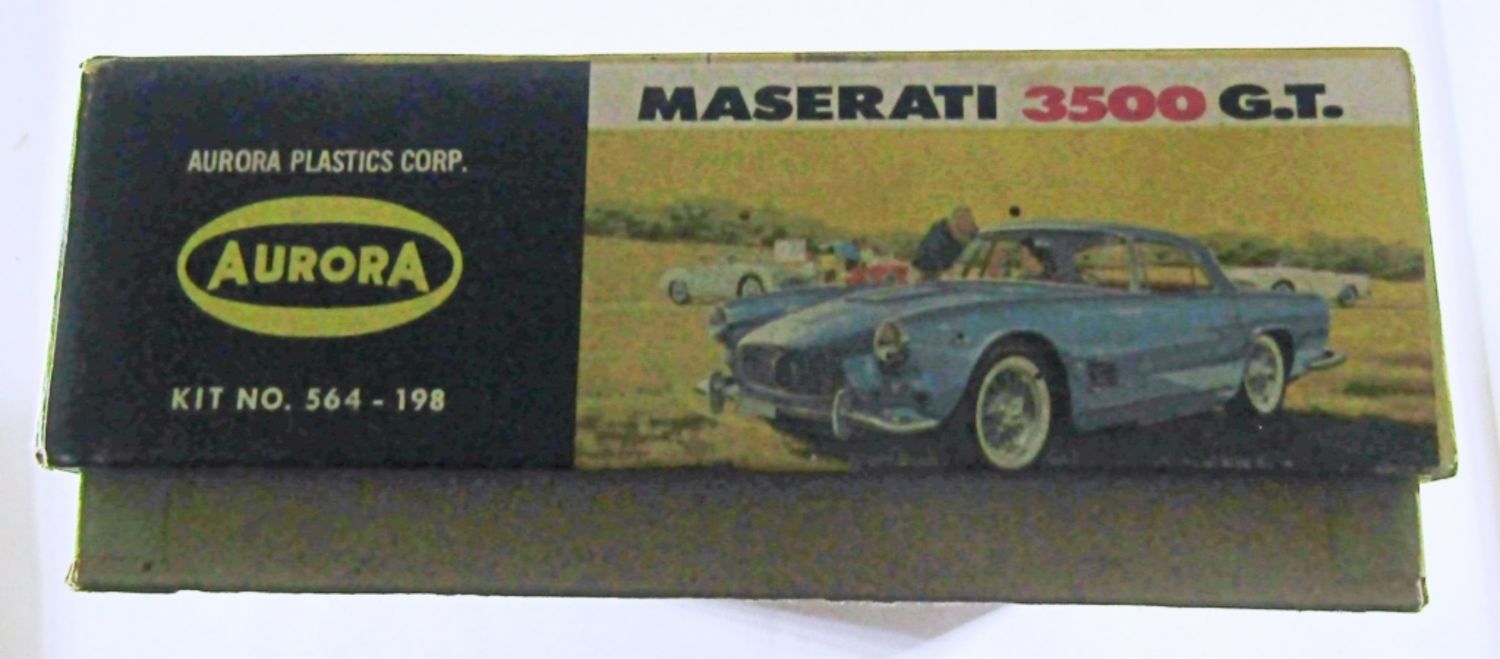 AURORA PLASTICS CORP.
AURORA
KIT NO. 564-198
MASERATI 3500 G.T.